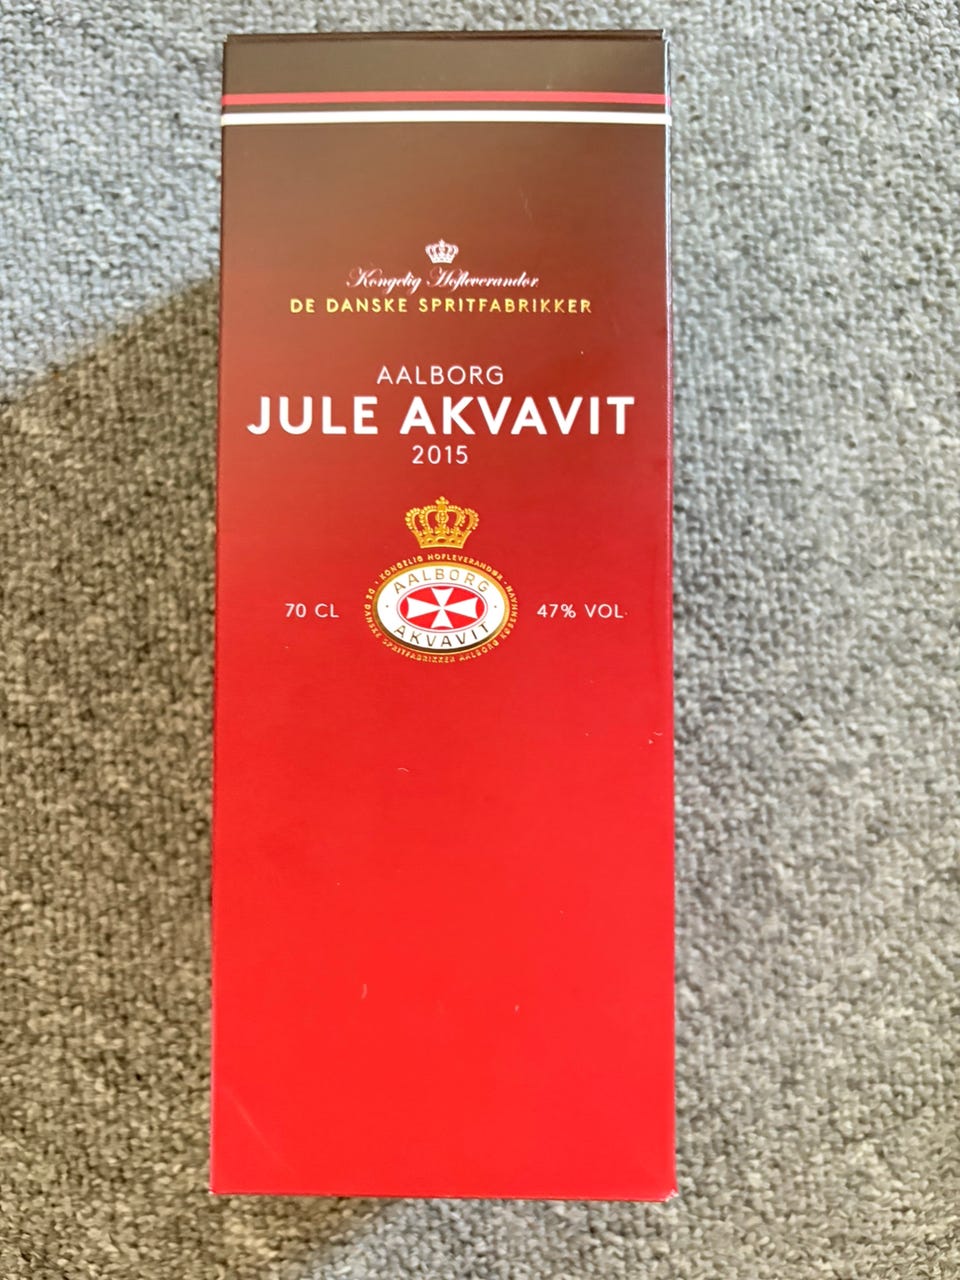 Kongelig Hofleverandør
DE DANSKE SPRITFABRIKKER
AALBORG
JULE AKVAVIT
2015
70 CL
KONGELIG HOFLEVERANDØR · DE DANSKE SPRITFABRIKKER AALBORG KØBENHAVN
AALBORG
AKVAVIT
47% VOL.